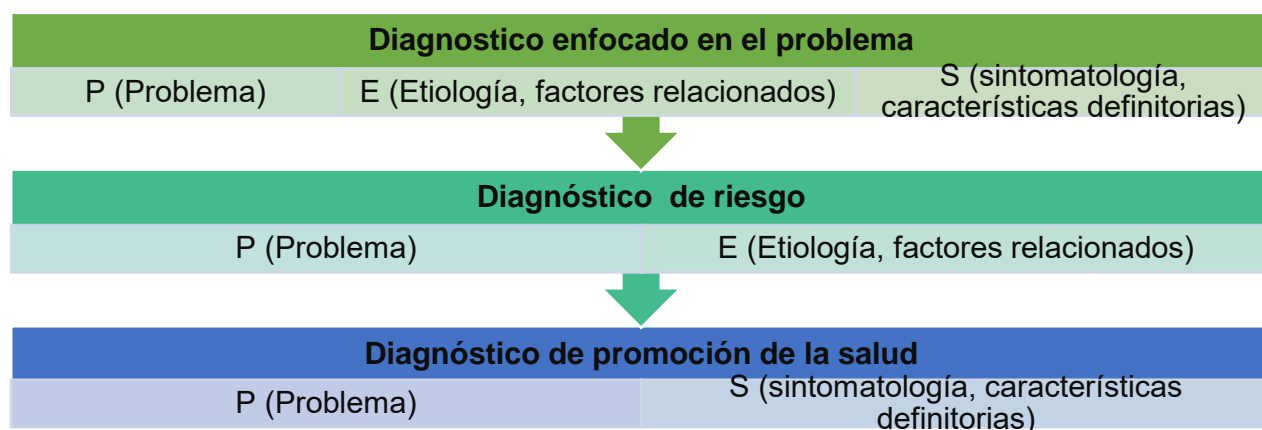 Diagnostico enfocado en el problema
P (Problema)
E (Etiología, factores relacionados)
S (sintomatología,
características definitorias)
Diagnóstico de riesgo
P (Problema)
E (Etiología, factores relacionados)
Diagnóstico de promoción de la salud
P (Problema)
S (sintomatología, características
definitorias)